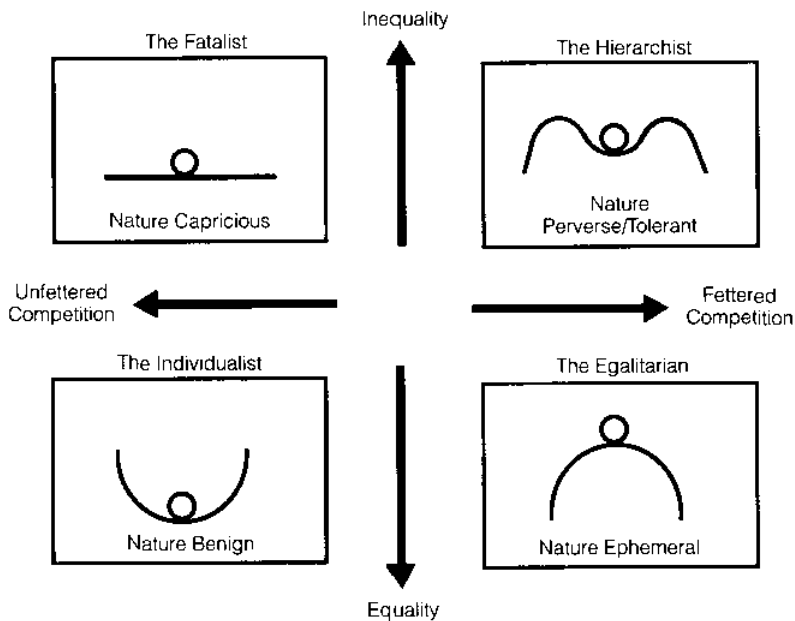 Inequality
The Fatalist
The Hierarchist
Nature Capricious
Nature
Perverse/Tolerant
Unfettered
Competition
Fettered
Competition
The Individualist
The Egalitarian
Nature Benign
Nature Ephemeral
Equality